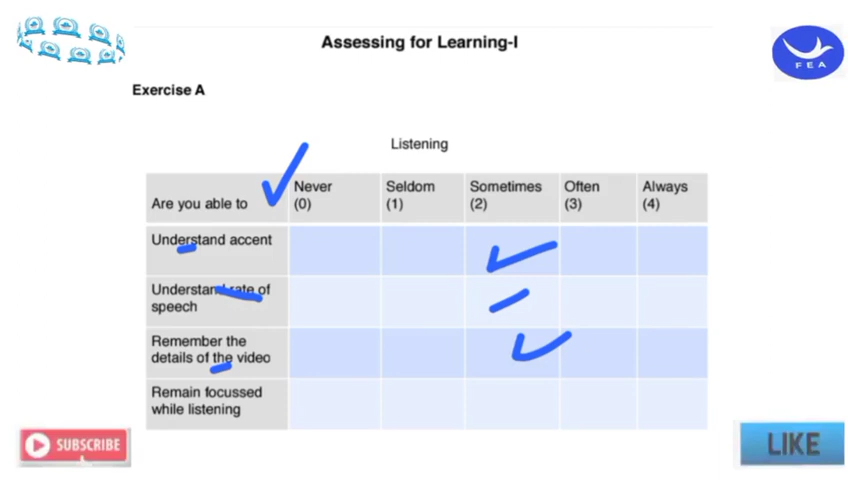 Assessing for Learning-I
FEA
Exercise A
Listening
Are you able to
Never (0)
Seldom (1)
Sometimes (2)
Often (3)
Always (4)
Understand accent
Understand rate of
speech
Remember the
details of the video
Remain focussed
while listening
SUBSCRIBE
LIKE